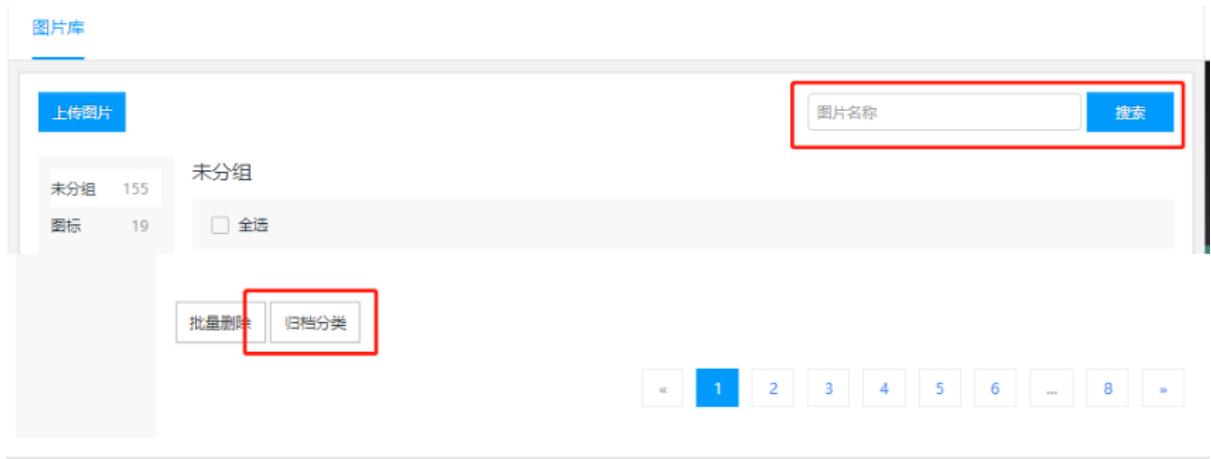 图片库
上传图片 图片名称 搜索
未分组 155
图标 19
未分组
全选
批量删除 归档分类
« 1 2 3 4 5 6 ... 8 »